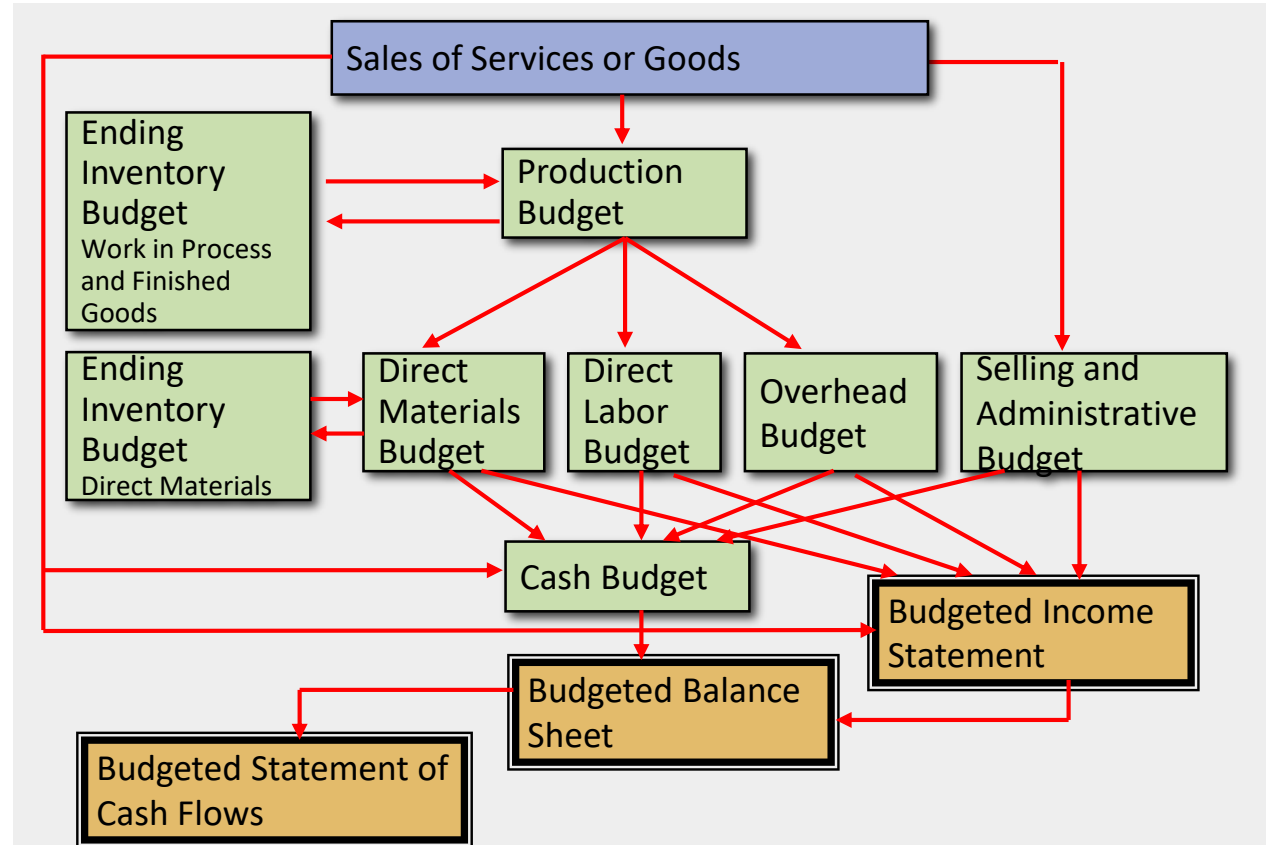 Sales of Services or Goods
Ending
Inventory
Budget
Work in Process
and Finished
Goods
Production
Budget
Ending
Inventory
Budget
Direct Materials
Direct
Materials
Budget
Direct
Labor
Budget
Overhead
Budget
Selling and
Administrative
Budget
Cash Budget
Budgeted Income
Statement
Budgeted Balance
Sheet
Budgeted Statement of
Cash Flows